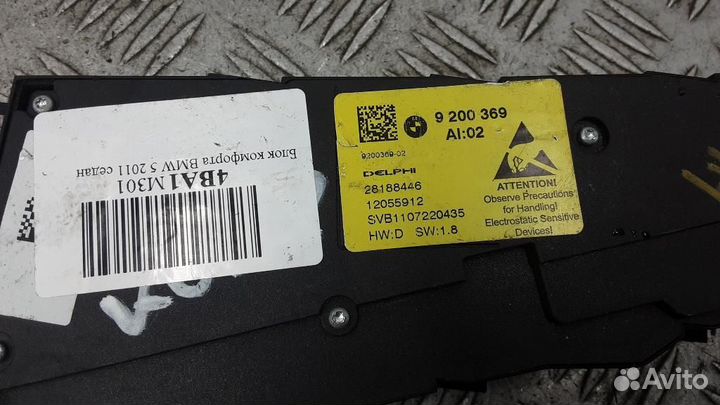 Блок комфорта BMW 5 2011 седан
4BA1M301
9 200 369
AI:02
9200369-02
DELPHI
28188446
12055912
SVB1107220435
HW:D SW:1.8
ATTENTION!
Observe Precautions
for Handling!
Electrostatic Sensitive
Devices!
Avito